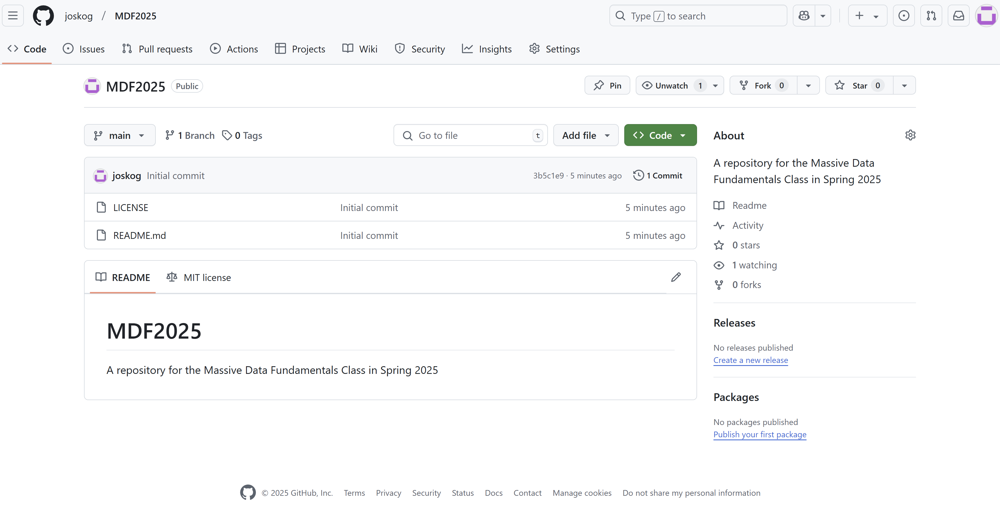 joskog / MDF2025
Type / to search
Code Issues Pull requests Actions Projects Wiki Security Insights Settings
MDF2025 Public
Pin Unwatch 1 Fork 0 Star 0
main 1 Branch 0 Tags Go to file t Add file Code
joskog Initial commit 3b5c1e9 · 5 minutes ago 1 Commit
LICENSE Initial commit 5 minutes ago
README.md Initial commit 5 minutes ago
README MIT license
MDF2025
A repository for the Massive Data Fundamentals Class in Spring 2025
About
A repository for the Massive Data
Fundamentals Class in Spring 2025
Readme
Activity
0 stars
1 watching
0 forks
Releases
No releases published
Create a new release
Packages
No packages published
Publish your first package
© 2025 GitHub, Inc. Terms Privacy Security Status Docs Contact Manage cookies Do not share my personal information